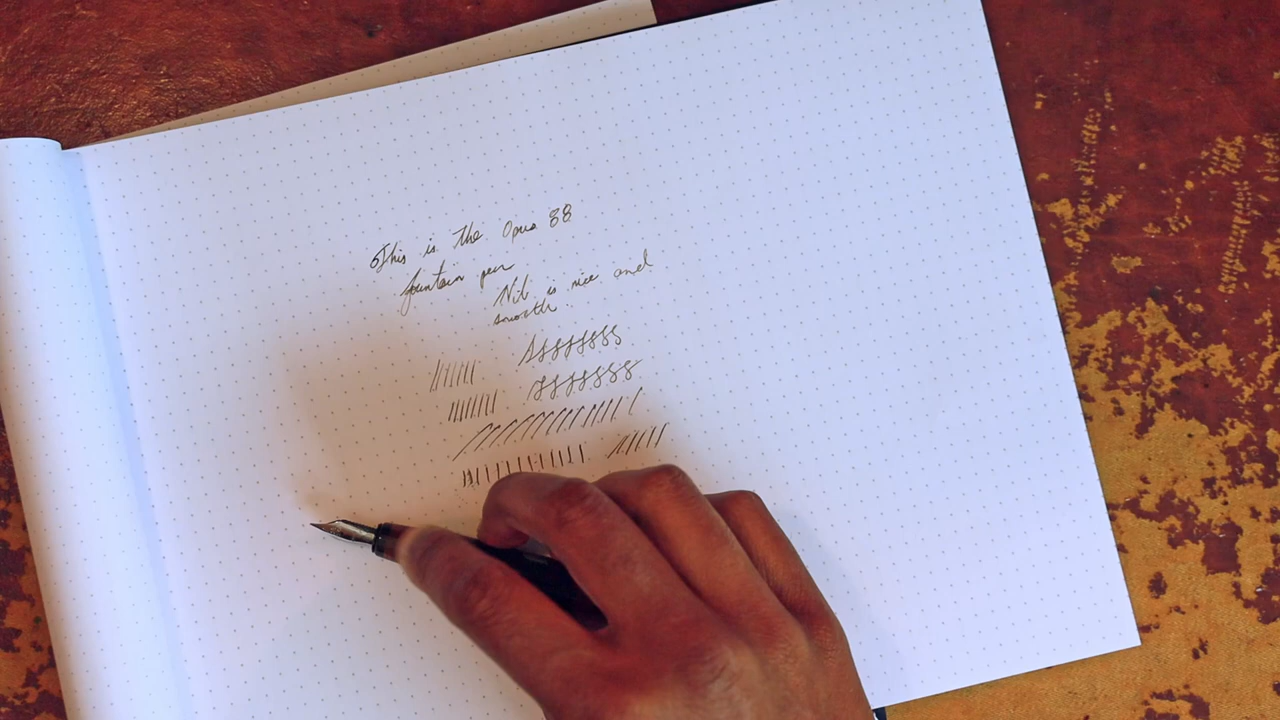 This is the Opus 88
fountain pen
Nib is nice and
smooth.